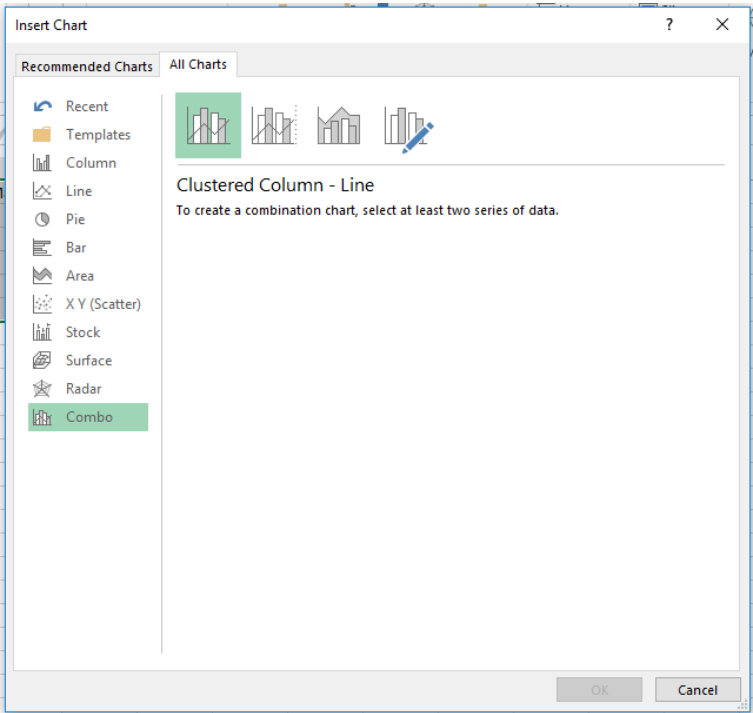 Insert Chart
?
Recommended Charts
All Charts
Recent
Templates
Column
Line
Pie
Bar
Area
X Y (Scatter)
Stock
Surface
Radar
Combo
Clustered Column - Line
To create a combination chart, select at least two series of data.
OK
Cancel